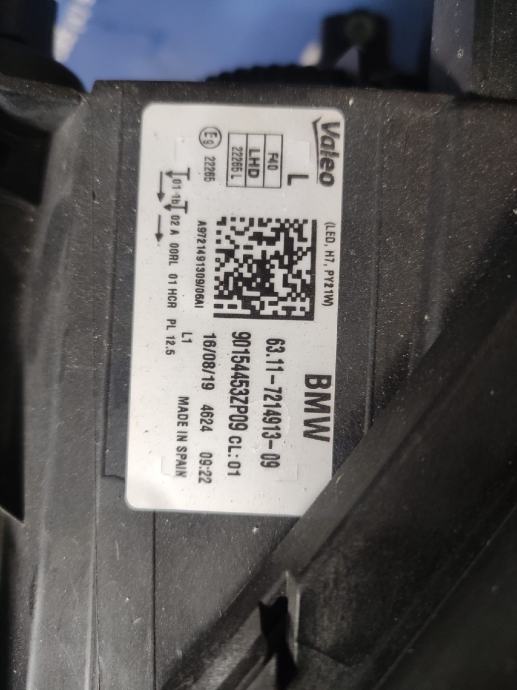 Valeo
L
(LED, H7, PY21W)
F40
LHD
22265 L
E9
22265
BMW
63.11-7214913-09
90154453ZP09 CL:01
16/08/19 4624 09:22
L1 MADE IN SPAIN
A9721491309/06AI
01 1b 02 A 00RL 01 HCR PL 12.5